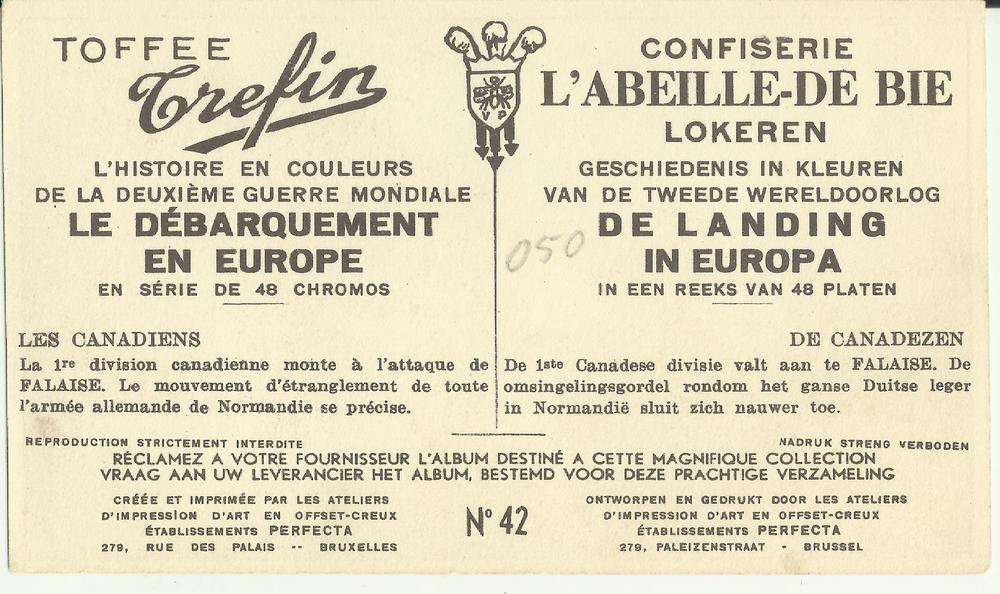 TOFFEE
Trefin
L'HISTOIRE EN COULEURS
DE LA DEUXIÈME GUERRE MONDIALE
LE DÉBARQUEMENT
EN EUROPE
EN SÉRIE DE 48 CHROMOS
LES CANADIENS
La 1re division canadienne monte à l'attaque de
FALAISE. Le mouvement d'étranglement de toute
l'armée allemande de Normandie se précise.
V D
CONFISERIE
L'ABEILLE-DE BIE
LOKEREN
GESCHIEDENIS IN KLEUREN
VAN DE TWEEDE WERELDOORLOG
DE LANDING
IN EUROPA
IN EEN REEKS VAN 48 PLATEN
050
DE CANADEZEN
De 1ste Canadese divisie valt aan te FALAISE. De
omsingelingsgordel rondom het ganse Duitse leger
in Normandië sluit zich nauwer toe.
REPRODUCTION STRICTEMENT INTERDITE
NADRUK STRENG VERBODEN
RÉCLAMEZ A VOTRE FOURNISSEUR L'ALBUM DESTINÉ A CETTE MAGNIFIQUE COLLECTION
VRAAG AAN UW LEVERANCIER HET ALBUM, BESTEMD VOOR DEZE PRACHTIGE VERZAMELING
CRÉÉE ET IMPRIMÉE PAR LES ATELIERS
D'IMPRESSION D'ART EN OFFSET-CREUX
ÉTABLISSEMENTS PERFECTA
279, RUE DES PALAIS -- BRUXELLES
No 42
ONTWORPEN EN GEDRUKT DOOR LES ATELIERS
D'IMPRESSION D'ART EN OFFSET-CREUX
ÉTABLISSEMENTS PERFECTA
279, PALEIZENSTRAAT - BRUSSEL